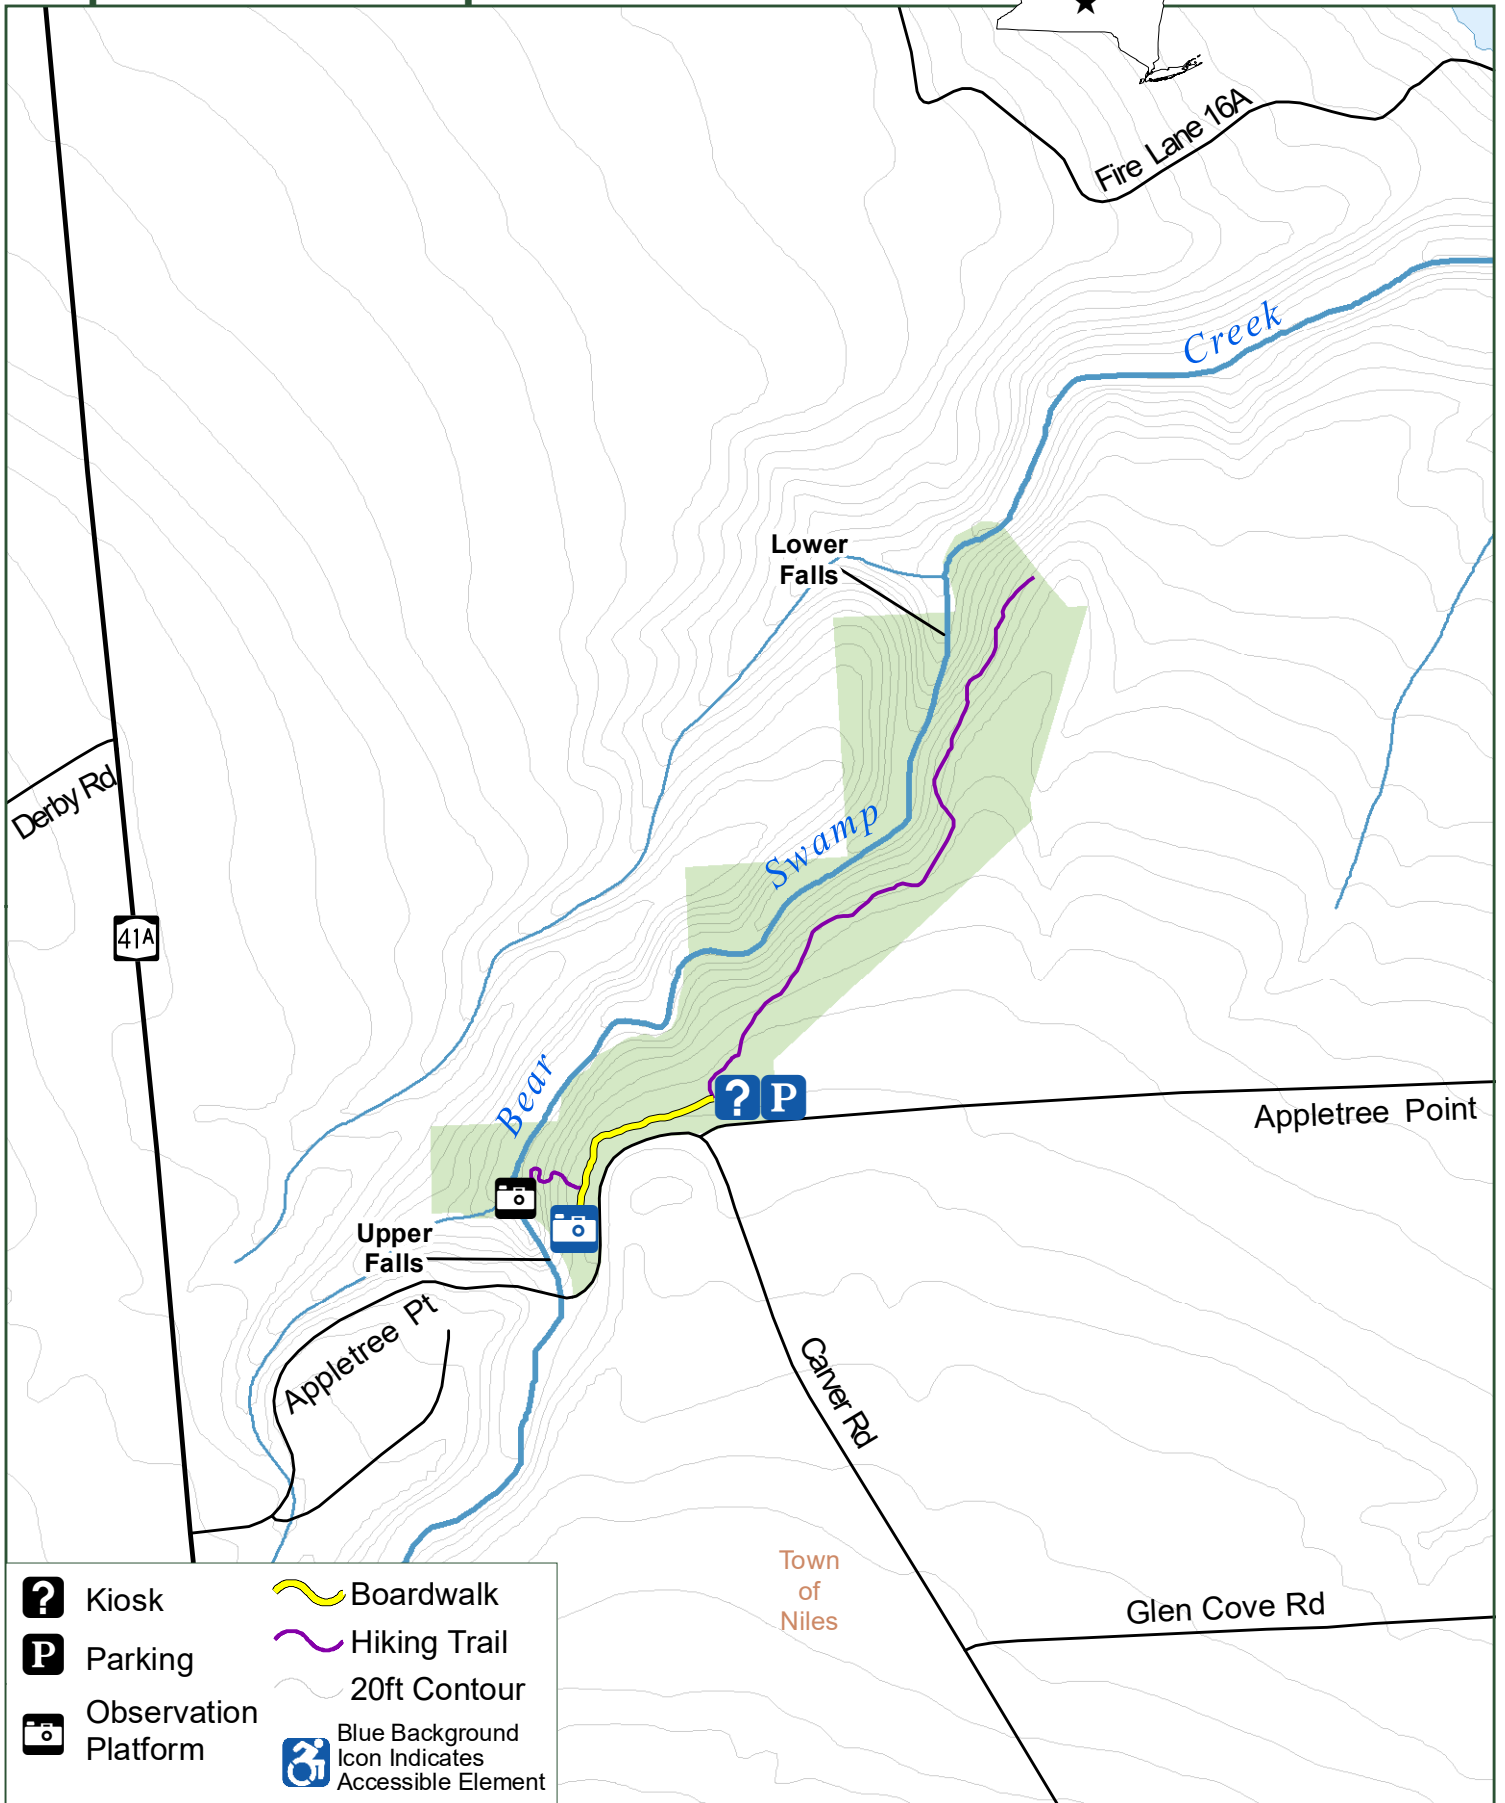 Fire Lane 16A
Creek
Lower
Falls
Derby Rd
Swamp
41A
Bear
?
P
Appletree Point
Upper
Falls
Appletree Pt
Carver Rd
Town
of
Niles
Glen Cove Rd
? Kiosk
P Parking
Observation
Platform
Boardwalk
Hiking Trail
20ft Contour
Blue Background
Icon Indicates
Accessible Element